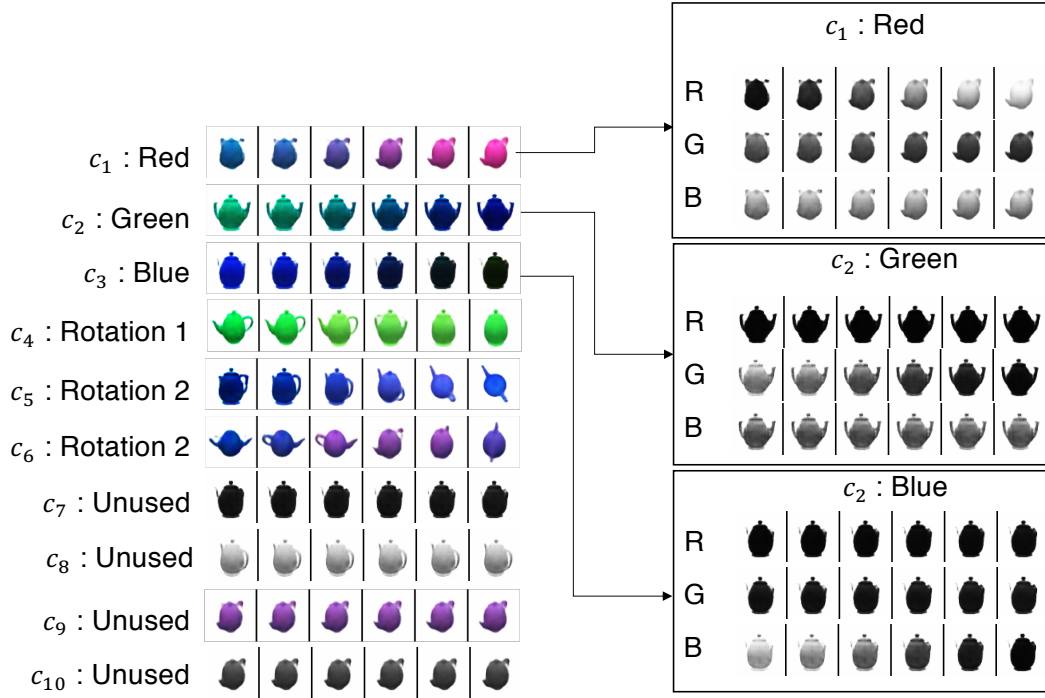 c₁ : Red
c₂ : Green
c₃ : Blue
c₄ : Rotation 1
c₅ : Rotation 2
c₆ : Rotation 2
c₇ : Unused
c₈ : Unused
c₉ : Unused
c₁₀ : Unused
c₁ : Red
R
G
B
c₂ : Green
R
G
B
c₂ : Blue
R
G
B